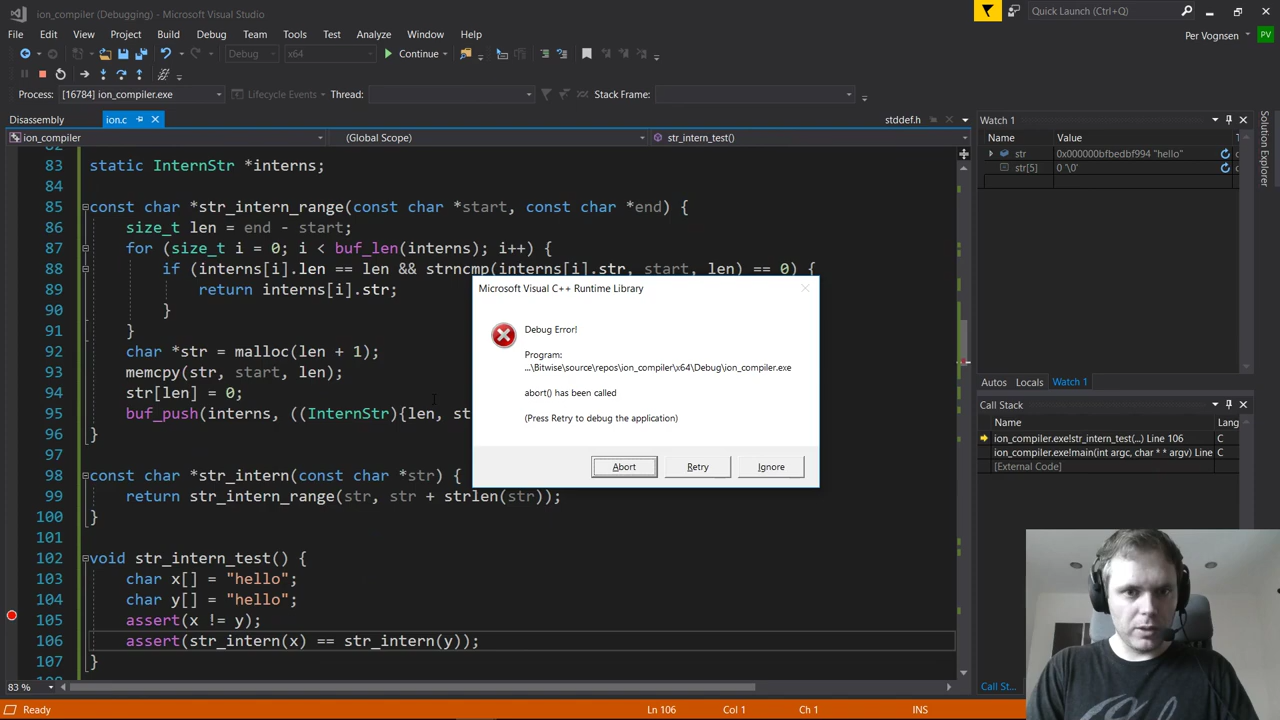 ion_compiler (Debugging) - Microsoft Visual Studio
Quick Launch (Ctrl+Q)
File Edit View Project Build Debug Team Tools Test Analyze Window Help
Per Vognsen PV
Debug x64 Continue
Process: [16784] ion_compiler.exe Lifecycle Events Thread: Stack Frame:
Disassembly ion.c stddef.h
ion_compiler (Global Scope) str_intern_test()
82
83 static InternStr *interns;
84
85 const char *str_intern_range(const char *start, const char *end) {
86 size_t len = end - start;
87 for (size_t i = 0; i < buf_len(interns); i++) {
88 if (interns[i].len == len && strncmp(interns[i].str, start, len) == 0) {
89 return interns[i].str;
90 }
91 }
92 char *str = malloc(len + 1);
93 memcpy(str, start, len);
94 str[len] = 0;
95 buf_push(interns, ((InternStr){len, st
96 }
97
98 const char *str_intern(const char *str) {
99 return str_intern_range(str, str + strlen(str));
100 }
101
102 void str_intern_test() {
103 char x[] = "hello";
104 char y[] = "hello";
105 assert(x != y);
106 assert(str_intern(x) == str_intern(y));
107 }
83 %
Microsoft Visual C++ Runtime Library
Debug Error!
Program:
...\Bitwise\source\repos\ion_compiler\x64\Debug\ion_compiler.exe
abort() has been called
(Press Retry to debug the application)
Abort Retry Ignore
Watch 1
Name Value
str 0x000000bfbedbf994 "hello"
str[5] 0 '\0'
Solution Explorer
Autos Locals Watch 1
Call Stack
Name
ion_compiler.exe!str_intern_test(...) Line 106 C
ion_compiler.exe!main(int argc, char * * argv) Line C
[External Code]
Call St...
Ready Ln 106 Col 1 Ch 1 INS